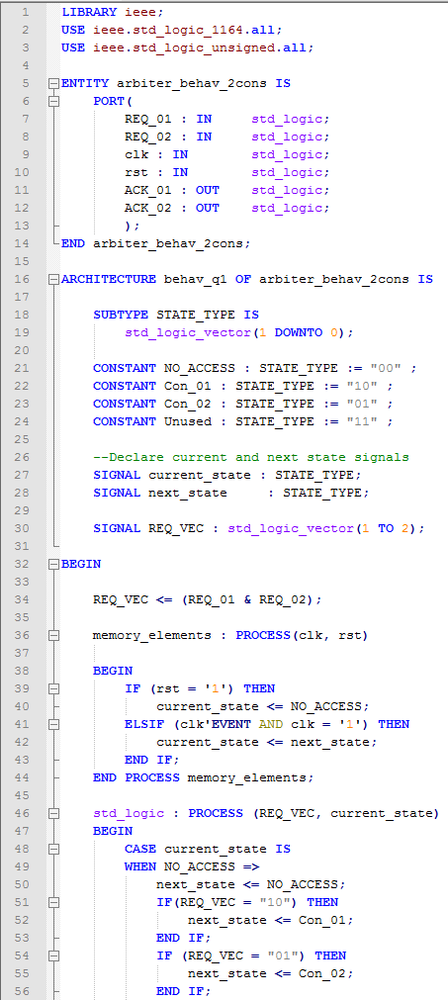 1 LIBRARY ieee;
2 USE ieee.std_logic_1164.all;
3 USE ieee.std_logic_unsigned.all;
4
5 ENTITY arbiter_behav_2cons IS
6 PORT(
7 REQ_01 : IN std_logic;
8 REQ_02 : IN std_logic;
9 clk : IN std_logic;
10 rst : IN std_logic;
11 ACK_01 : OUT std_logic;
12 ACK_02 : OUT std_logic;
13 );
14 END arbiter_behav_2cons;
15
16 ARCHITECTURE behav_q1 OF arbiter_behav_2cons IS
17
18 SUBTYPE STATE_TYPE IS
19 std_logic_vector(1 DOWNTO 0);
20
21 CONSTANT NO_ACCESS : STATE_TYPE := "00" ;
22 CONSTANT Con_01 : STATE_TYPE := "10" ;
23 CONSTANT Con_02 : STATE_TYPE := "01" ;
24 CONSTANT Unused : STATE_TYPE := "11" ;
25
26 --Declare current and next state signals
27 SIGNAL current_state : STATE_TYPE;
28 SIGNAL next_state : STATE_TYPE;
29
30 SIGNAL REQ_VEC : std_logic_vector(1 TO 2);
31
32 BEGIN
33
34 REQ_VEC <= (REQ_01 & REQ_02);
35
36 memory_elements : PROCESS(clk, rst)
37
38 BEGIN
39 IF (rst = '1') THEN
40 current_state <= NO_ACCESS;
41 ELSIF (clk'EVENT AND clk = '1') THEN
42 current_state <= next_state;
43 END IF;
44 END PROCESS memory_elements;
45
46 std_logic : PROCESS (REQ_VEC, current_state)
47 BEGIN
48 CASE current_state IS
49 WHEN NO_ACCESS =>
50 next_state <= NO_ACCESS;
51 IF(REQ_VEC = "10") THEN
52 next_state <= Con_01;
53 END IF;
54 IF (REQ_VEC = "01") THEN
55 next_state <= Con_02;
56 END IF;